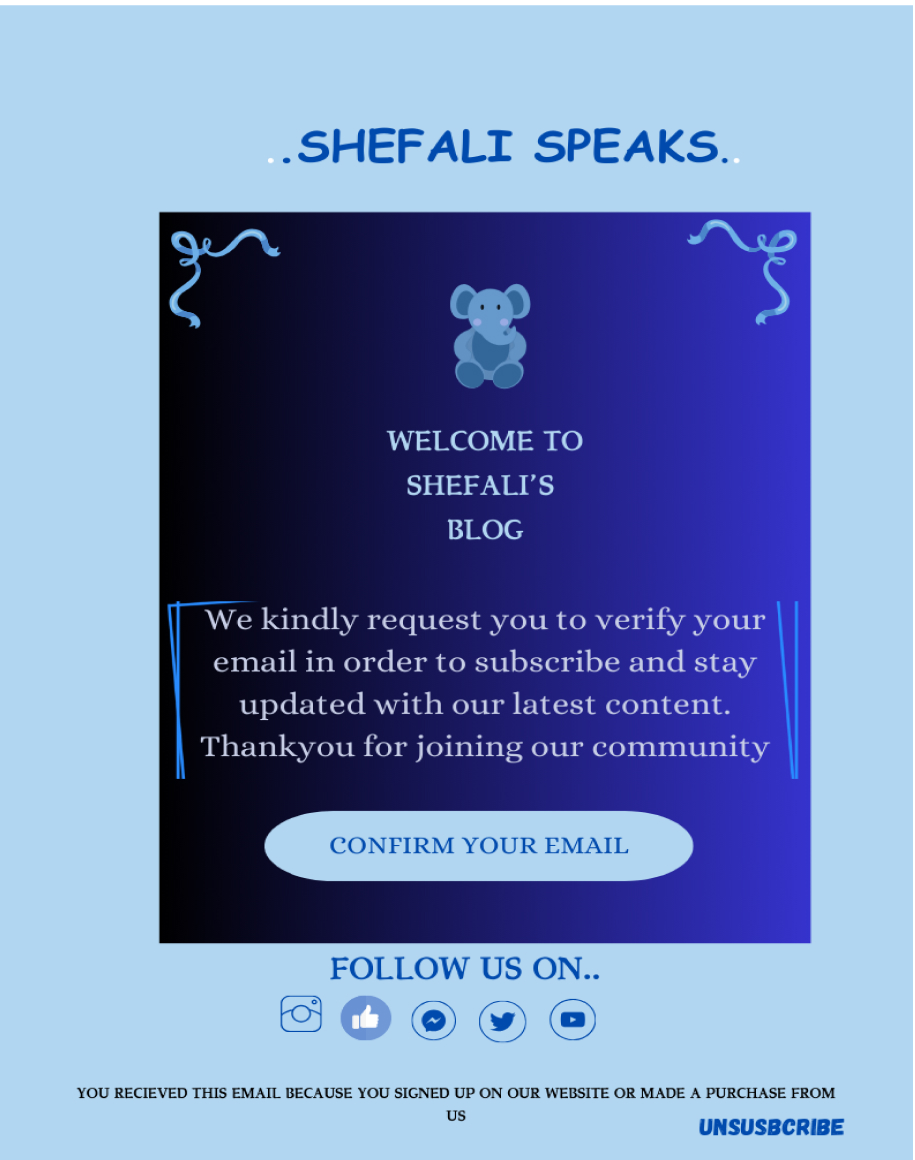 ..SHEFALI SPEAKS..
WELCOME TO
SHEFALI'S
BLOG
We kindly request you to verify your
email in order to subscribe and stay
updated with our latest content.
Thankyou for joining our community
CONFIRM YOUR EMAIL
FOLLOW US ON..
YOU RECIEVED THIS EMAIL BECAUSE YOU SIGNED UP ON OUR WEBSITE OR MADE A PURCHASE FROM
US
UNSUSBCRIBE